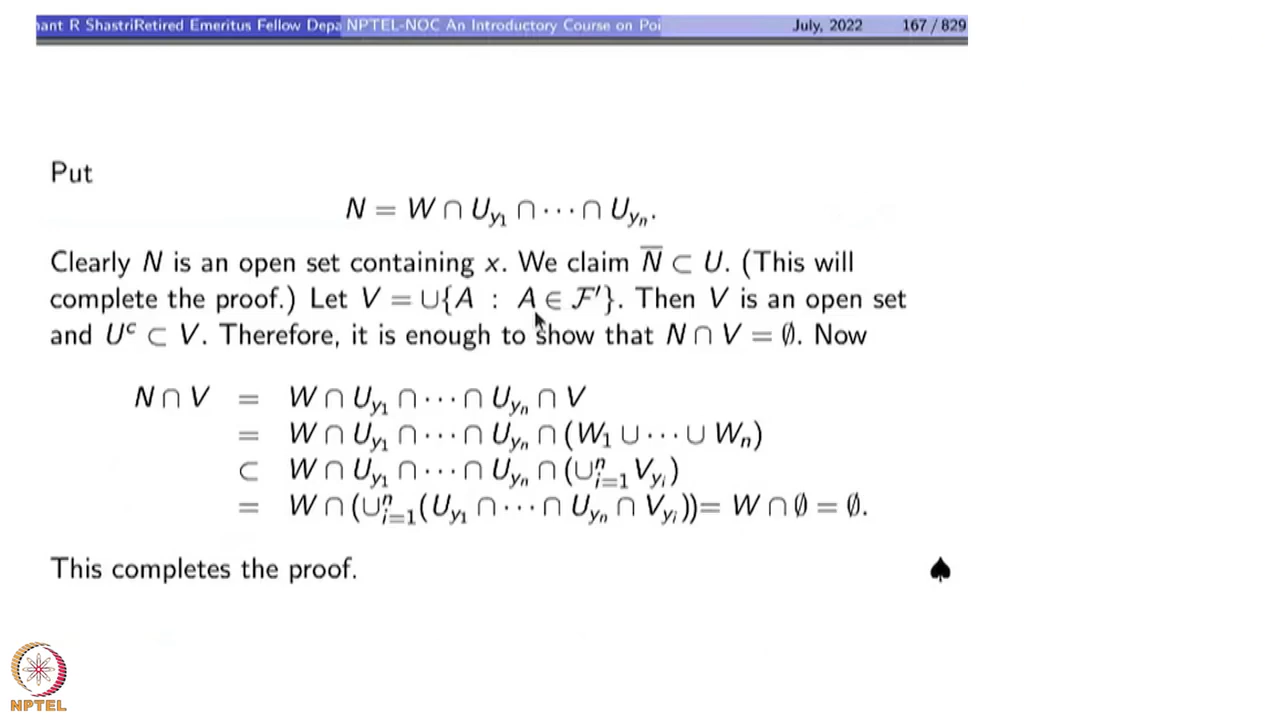 ant R ShastriRetired Emeritus Fellow Depa NPTEL-NOC An Introductory Course on Poi July, 2022 167 / 829
Put
N = W ∩ U_{y_1} ∩ ⋯ ∩ U_{y_n}.
Clearly N is an open set containing x. We claim N̅ ⊂ U. (This will
complete the proof.) Let V = ∪{A : A ∈ F′}. Then V is an open set
and U^c ⊂ V. Therefore, it is enough to show that N ∩ V = ∅. Now
N ∩ V = W ∩ U_{y_1} ∩ ⋯ ∩ U_{y_n} ∩ V
= W ∩ U_{y_1} ∩ ⋯ ∩ U_{y_n} ∩ (W_1 ∪ ⋯ ∪ W_n)
⊂ W ∩ U_{y_1} ∩ ⋯ ∩ U_{y_n} ∩ (∪_{i=1}^n V_{y_i})
= W ∩ (∪_{i=1}^n (U_{y_1} ∩ ⋯ ∩ U_{y_n} ∩ V_{y_i})) = W ∩ ∅ = ∅.
This completes the proof. ♠
NPTEL